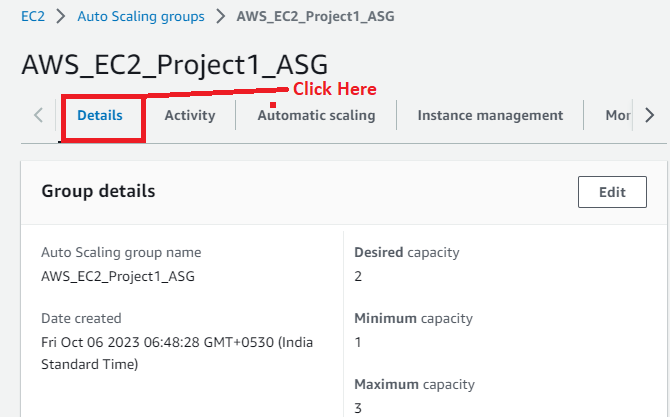 EC2 > Auto Scaling groups > AWS_EC2_Project1_ASG
AWS_EC2_Project1_ASG
Click Here
Details Activity Automatic scaling Instance management Mor
Group details Edit
Auto Scaling group name
AWS_EC2_Project1_ASG
Date created
Fri Oct 06 2023 06:48:28 GMT+0530 (India
Standard Time)
Desired capacity
2
Minimum capacity
1
Maximum capacity
3